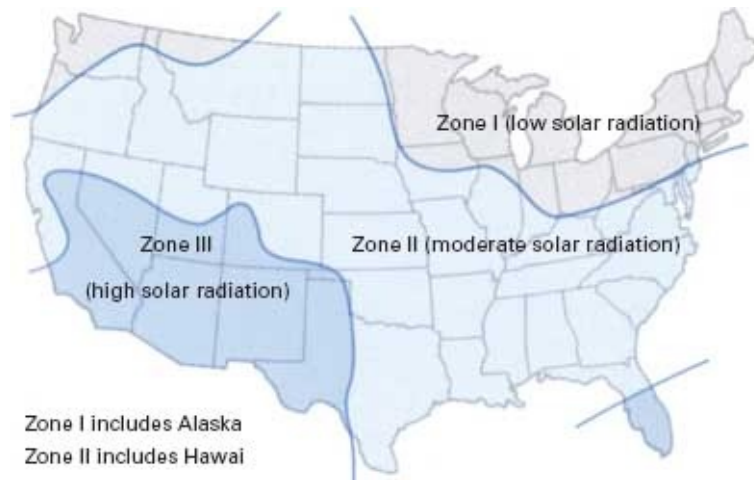 Zone I (low solar radiation)
Zone III
Zone II (moderate solar radiation)
(high solar radiation)
Zone I includes Alaska
Zone II includes Hawai